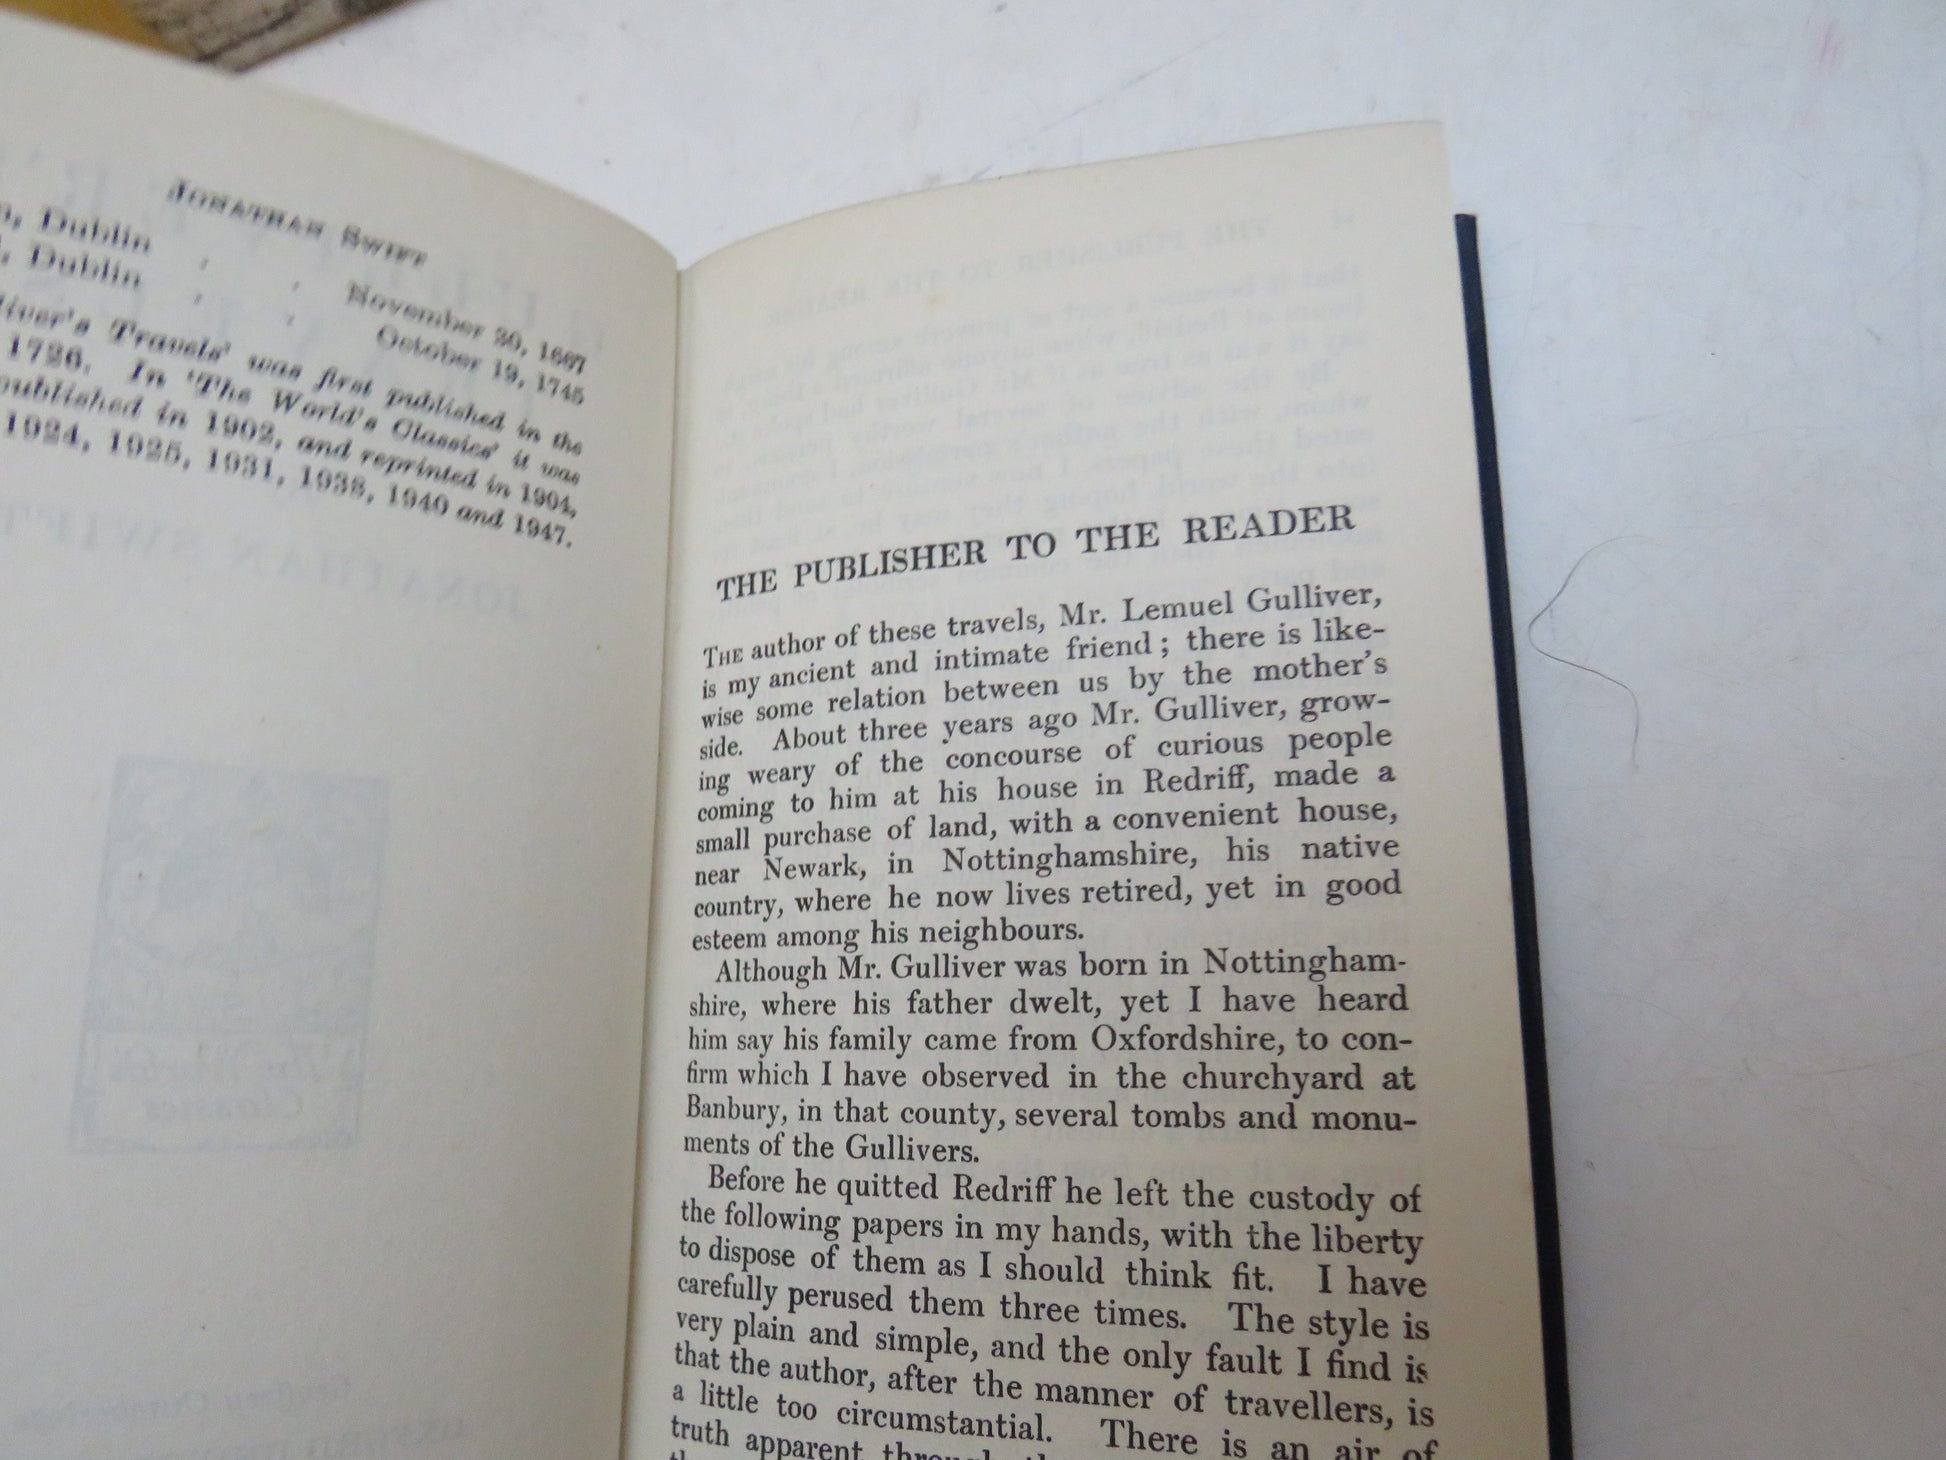 JONATHAN SWIFT
, Dublin
November 30, 1667
, Dublin
October 19, 1745
Travels' was first published in the
1726. In 'The World's Classics' it was
published in 1902, and reprinted in 1904,
1924, 1925, 1931, 1938, 1940 and 1947.
THE PUBLISHER TO THE READER
THE author of these travels, Mr. Lemuel Gulliver,
is my ancient and intimate friend; there is like-
wise some relation between us by the mother's
side. About three years ago Mr. Gulliver, grow-
ing weary of the concourse of curious people
coming to him at his house in Redriff, made a
small purchase of land, with a convenient house,
near Newark, in Nottinghamshire, his native
country, where he now lives retired, yet in good
esteem among his neighbours.
Although Mr. Gulliver was born in Nottingham-
shire, where his father dwelt, yet I have heard
him say his family came from Oxfordshire, to con-
firm which I have observed in the churchyard at
Banbury, in that county, several tombs and monu-
ments of the Gullivers.
Before he quitted Redriff he left the custody of
the following papers in my hands, with the liberty
to dispose of them as I should think fit. I have
carefully perused them three times. The style is
very plain and simple, and the only fault I find is
that the author, after the manner of travellers, is
a little too circumstantial. There is an air of
truth apparent through